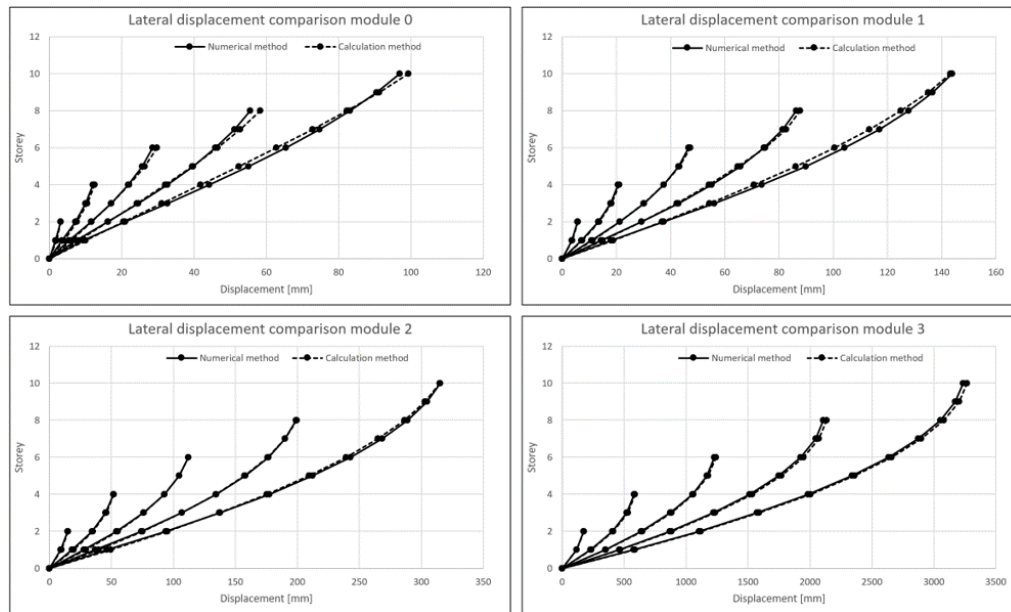 Lateral displacement comparison module 0
12
Numerical method
Calculation method
10
8
6
4
2
0
Storey
0 20 40 60 80 100 120
Displacement [mm]
Lateral displacement comparison module 1
12
Numerical method
Calculation method
10
8
6
4
2
0
Storey
0 20 40 60 80 100 120 140 160
Displacement [mm]
Lateral displacement comparison module 2
12
Numerical method
Calculation method
10
8
6
4
2
0
Storey
0 50 100 150 200 250 300 350
Displacement [mm]
Lateral displacement comparison module 3
12
Numerical method
Calculation method
10
8
6
4
2
0
Storey
0 500 1000 1500 2000 2500 3000 3500
Displacement [mm]